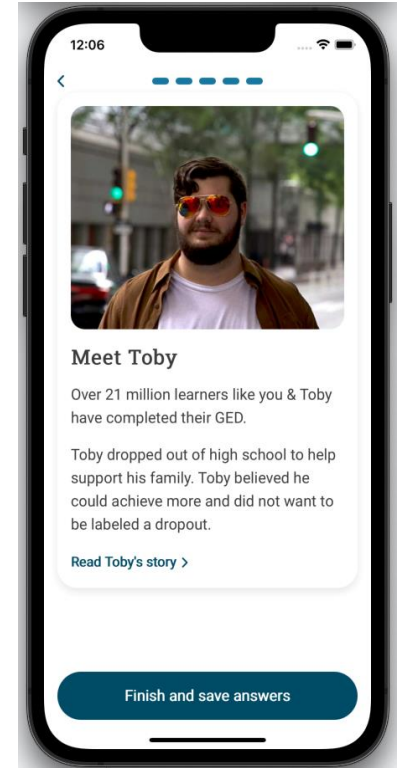 12:06
Meet Toby
Over 21 million learners like you & Toby
have completed their GED.
Toby dropped out of high school to help
support his family. Toby believed he
could achieve more and did not want to
be labeled a dropout.
Read Toby's story >
Finish and save answers